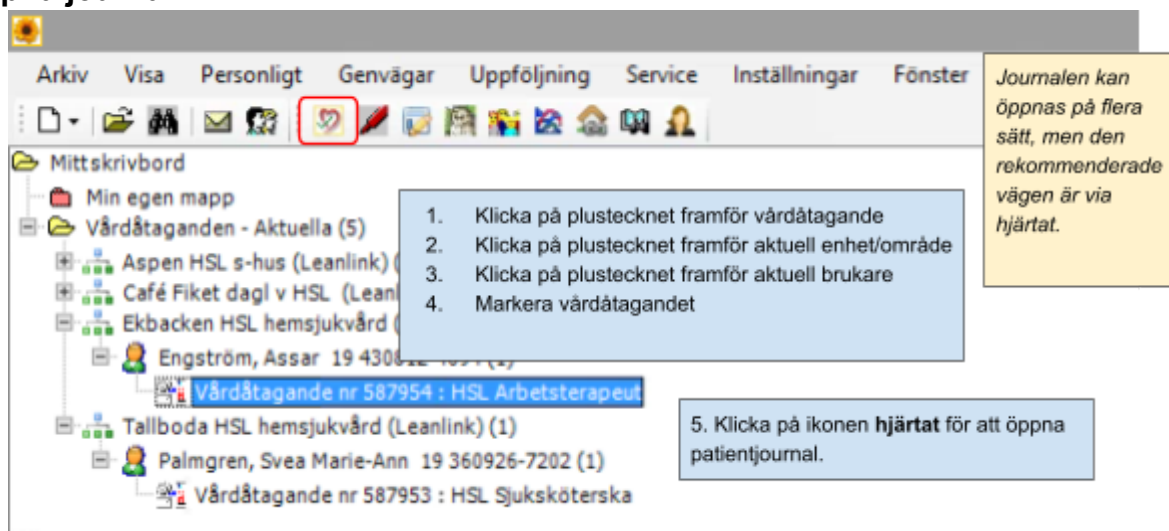 Arkiv Visa Personligt Genvägar Uppföljning Service Inställningar Fönster
Journalen kan
öppnas på flera
sätt, men den
rekommenderade
vägen är via
hjärtat.
Mitt skrivbord
Min egen mapp
Vårdåtaganden - Aktuella (5)
Aspen HSL s-hus (Leanlink) (
Café Fiket dagl v HSL (Leanl
Ekbacken HSL hemsjukvård (
Engström, Assar 19
Vårdåtagande nr 587954 : HSL Arbetsterapeut
Tallboda HSL hemsjukvård (Leanlink) (1)
Palmgren, Svea Marie-Ann 19 360926-7202 (1)
Vårdåtagande nr 587953 : HSL Sjuksköterska
1. Klicka på plustecknet framför vårdåtagande
2. Klicka på plustecknet framför aktuell enhet/område
3. Klicka på plustecknet framför aktuell brukare
4. Markera vårdåtagandet
5. Klicka på ikonen hjärtat för att öppna
patientjournal.